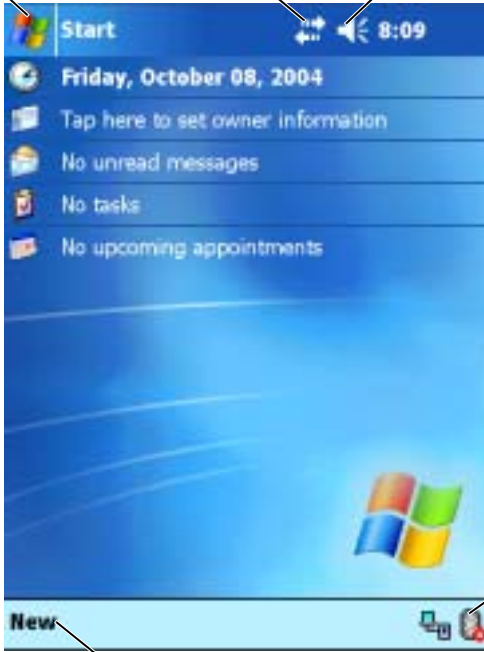 Start 8:09
Friday, October 08, 2004
Tap here to set owner information
No unread messages
No tasks
No upcoming appointments
New